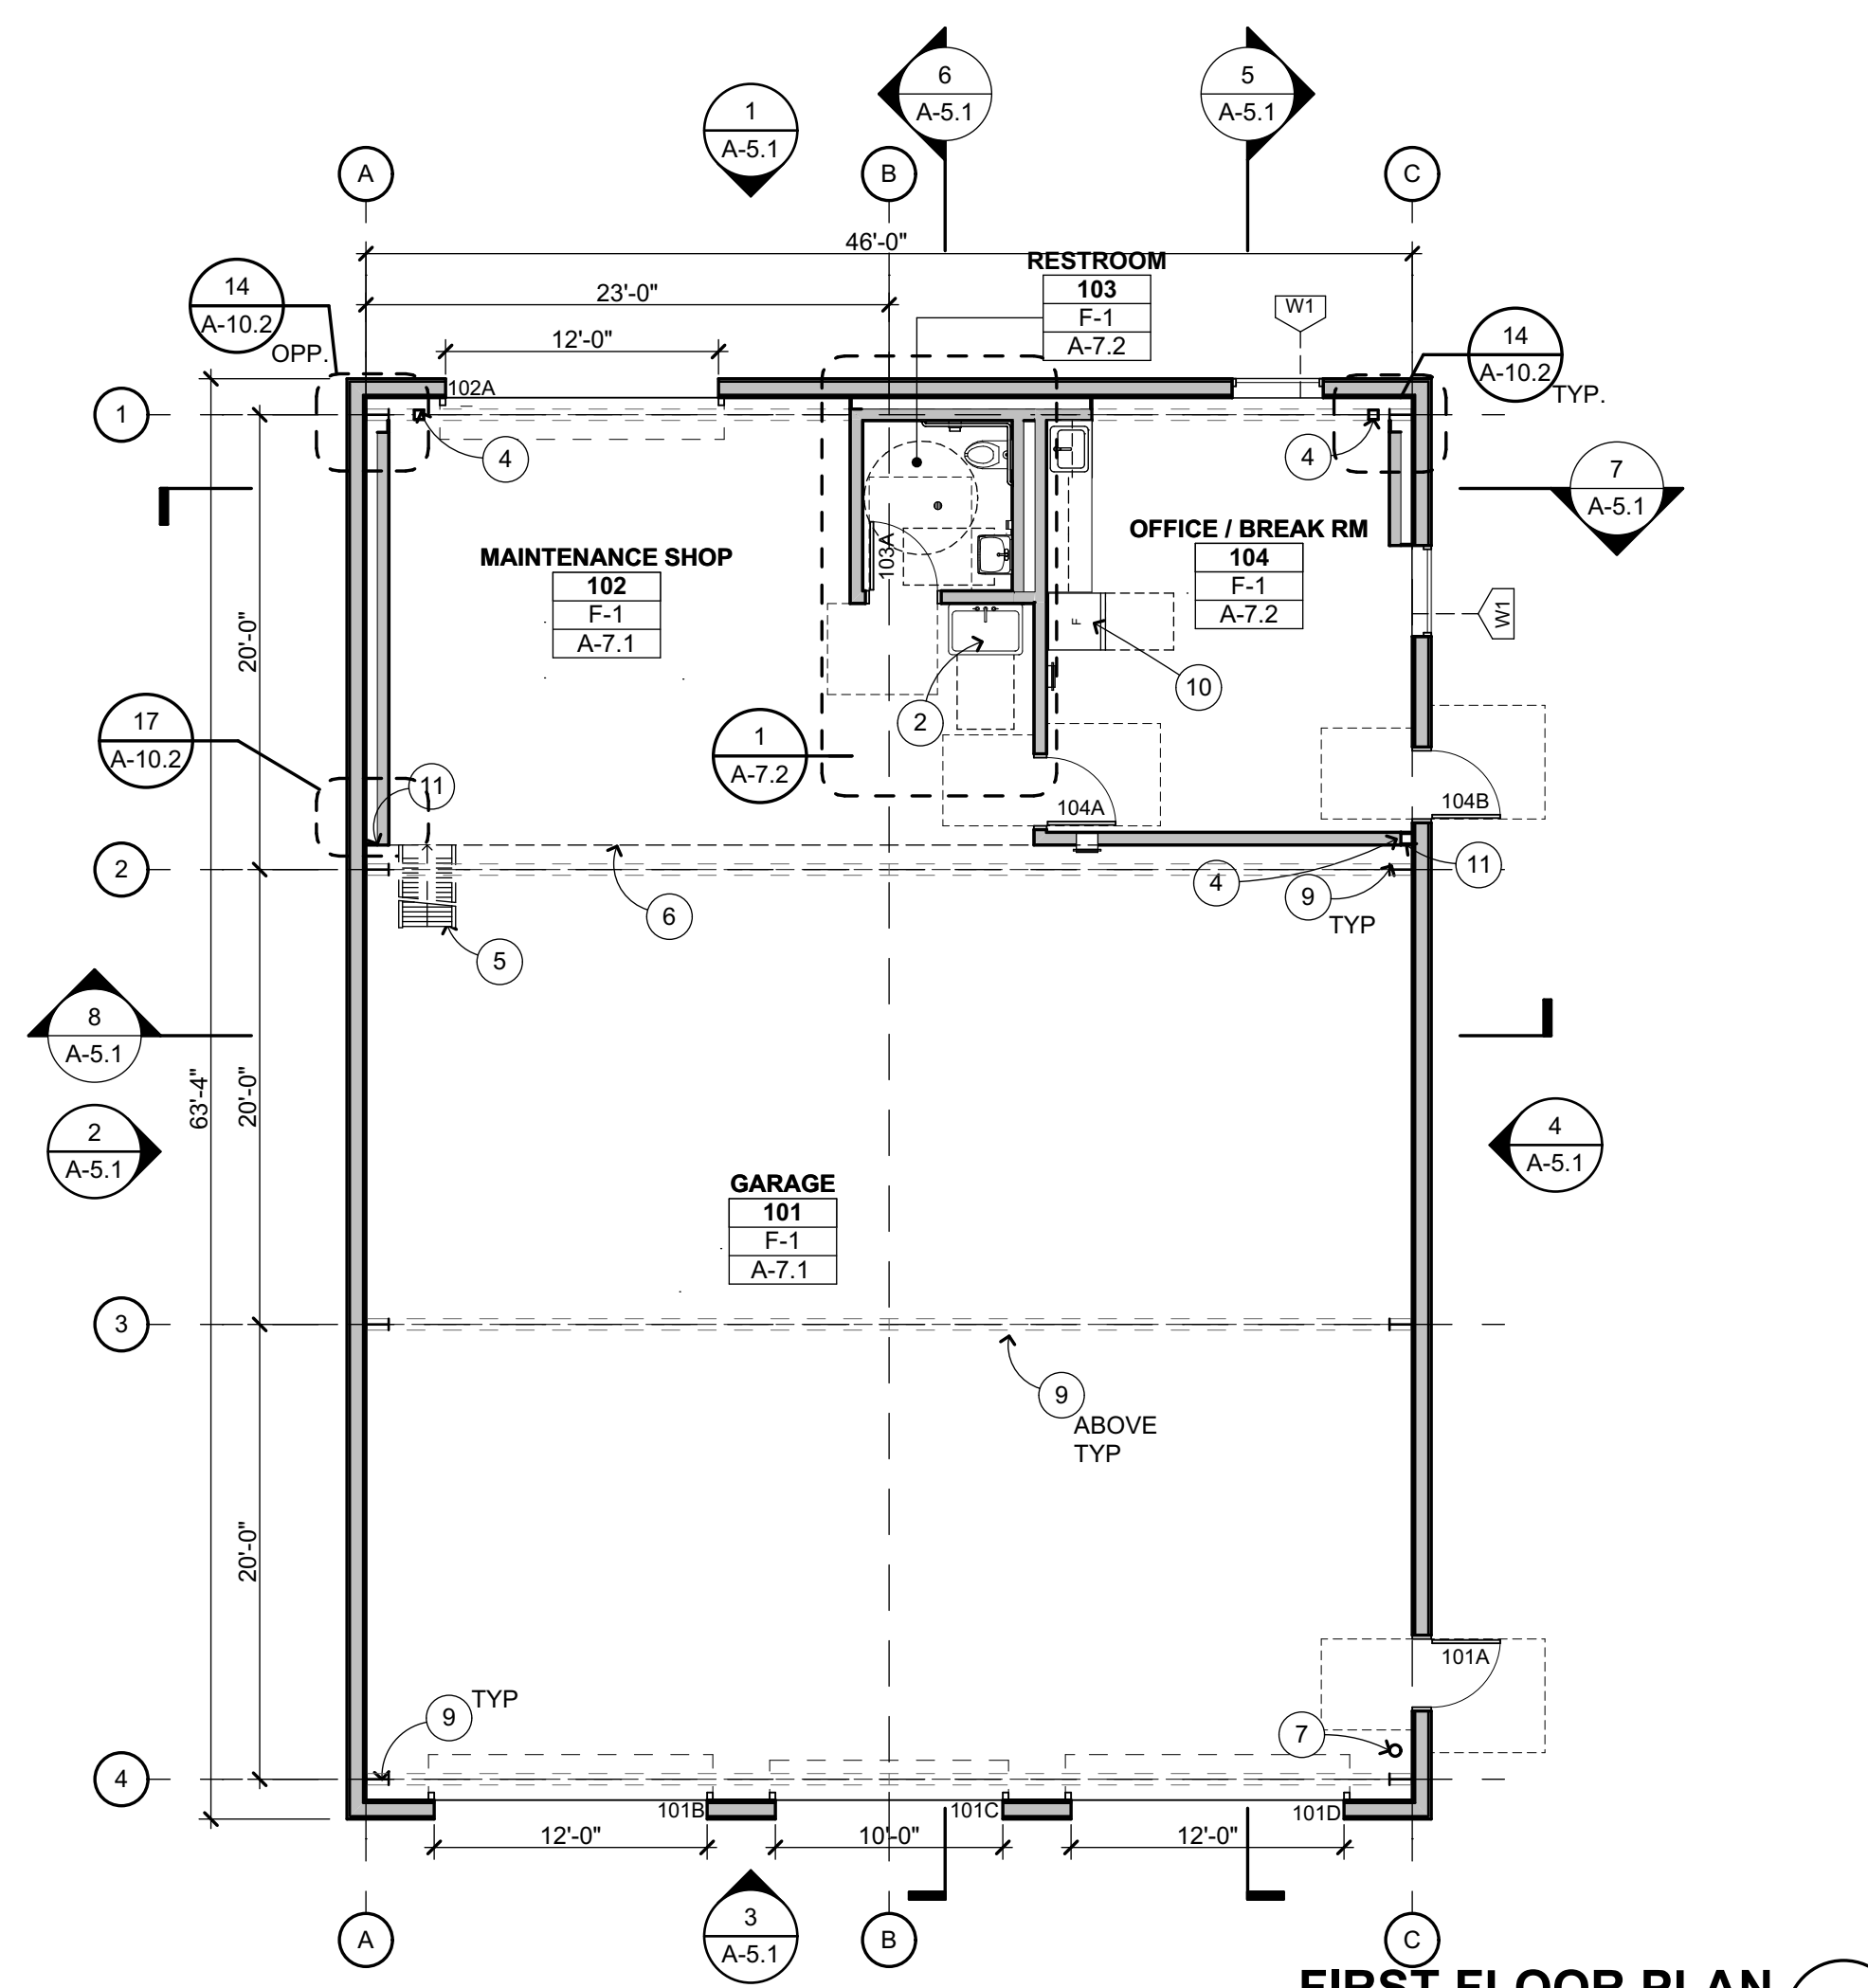 6
A-5.1
5
A-5.1
1
A-5.1
A
B
C
46'-0"
RESTROOM
103
F-1
A-7.2
14
A-10.2
OPP.
23'-0"
W1
14
A-10.2
TYP.
12'-0"
102A
1
4
4
7
A-5.1
103A
MAINTENANCE SHOP
102
F-1
A-7.1
OFFICE / BREAK RM
104
F-1
A-7.2
W1
20'-0"
F
10
2
17
A-10.2
1
A-7.2
11
104A
104B
2
4
11
9
TYP
6
5
8
A-5.1
63'-4"
20'-0"
2
A-5.1
4
A-5.1
GARAGE
101
F-1
A-7.1
3
9
ABOVE
TYP
20'-0"
101A
9
TYP
7
4
101B
101C
101D
12'-0"
10'-0"
12'-0"
3
A-5.1
A
B
C
FIRST FLOOR PLAN